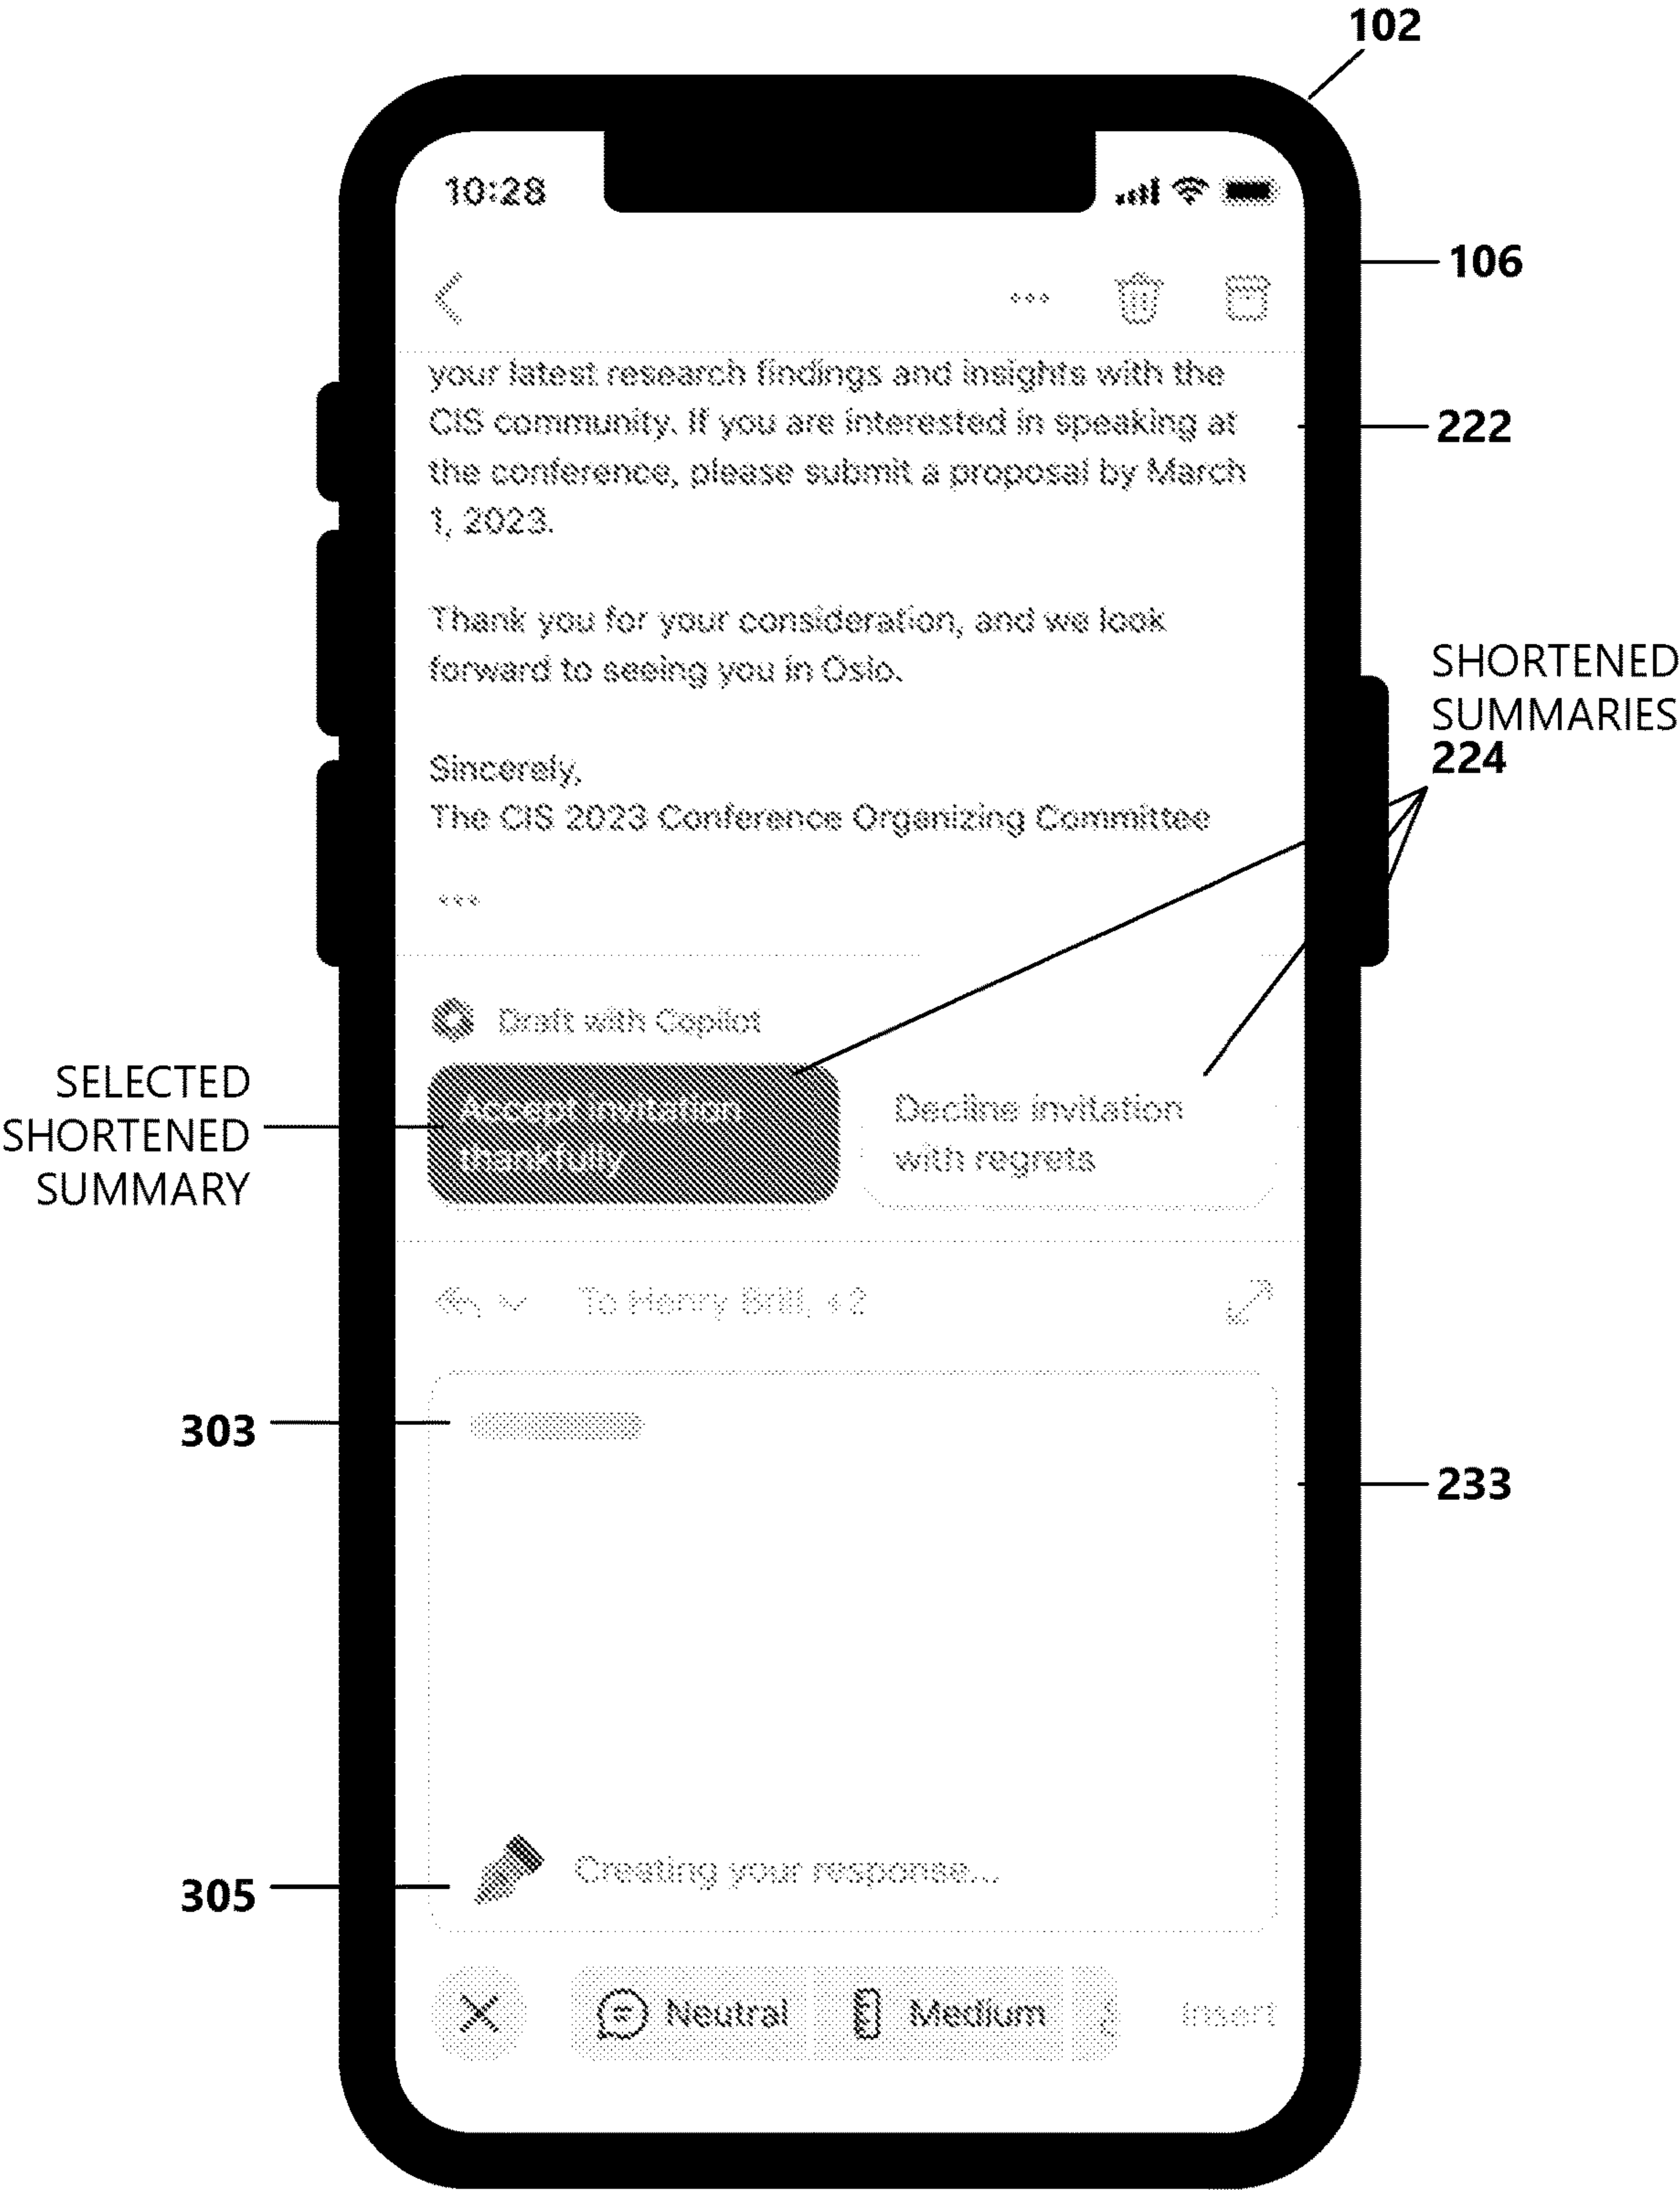 102
10:28
106
your latest research findings and insights with the
CIS community. If you are interested in speaking at
222
the conference, please submit a proposal by March
1, 2023.
Thank you for your consideration, and we look
forward to seeing you in Oslo.
SHORTENED
SUMMARIES
224
Sincerely,
The CIS 2023 Conference Organizing Committee
...
Draft with Copilot
SELECTED
SHORTENED
SUMMARY
Accept invitation
thankfully
Decline invitation
with regrets
To Henry Brill, +2
303
233
305
Creating your response...
Neutral
Medium
Insert